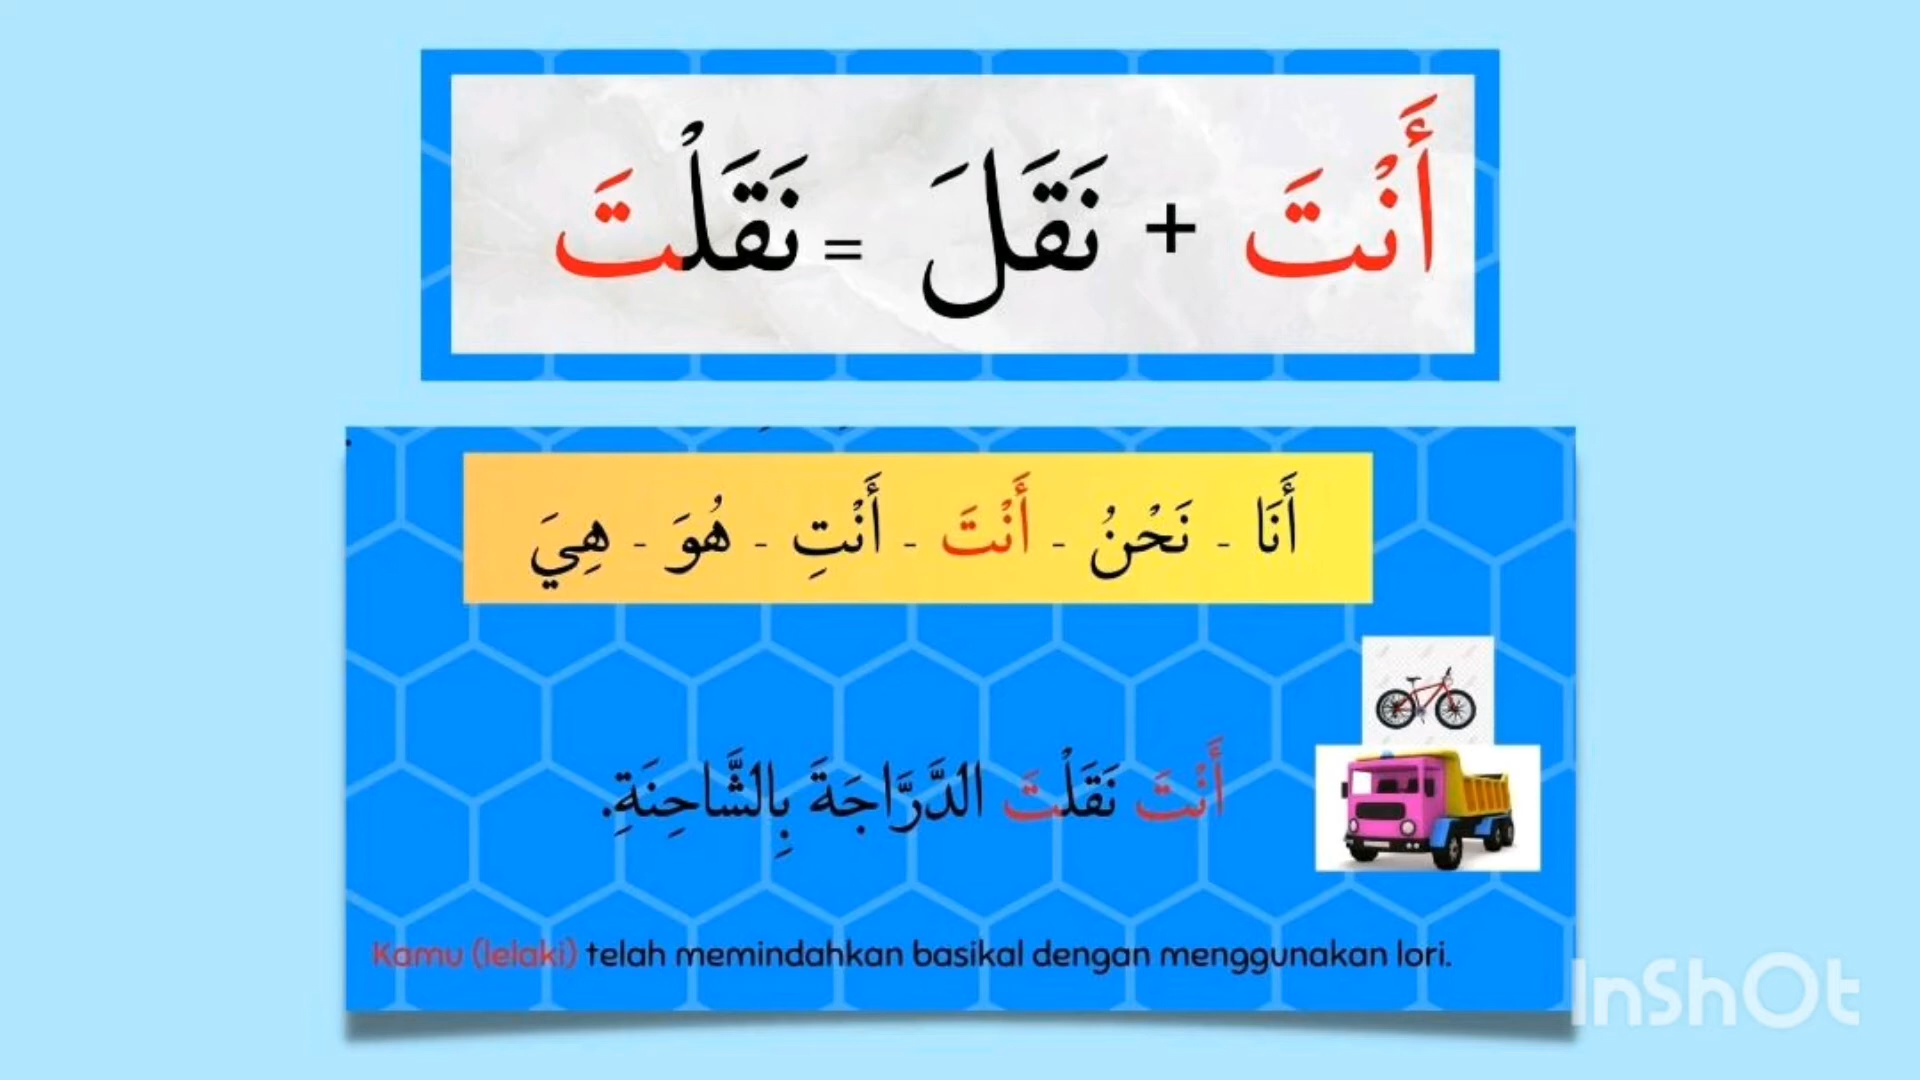 أَنْتَ + نَقَلَ = نَقَلْتَ
أَنَا - نَحْنُ - أَنْتَ - أَنْتِ - هُوَ - هِيَ
أَنْتَ نَقَلْتَ الدَّرَّاجَةَ بِالشَّاحِنَةِ.
Kamu (lelaki) telah memindahkan basikal dengan menggunakan lori.
InShOt